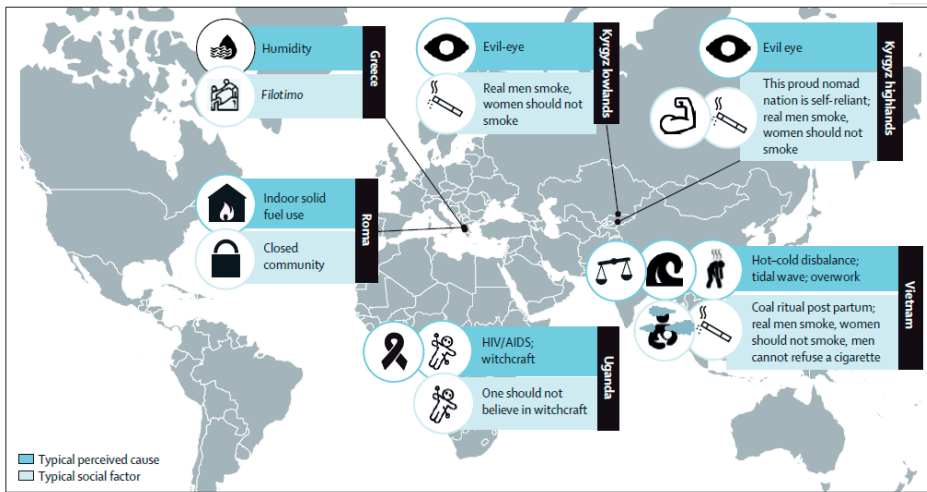 Humidity
Filotimo
Greece
Evil-eye
Real men smoke,
women should not
smoke
Kyrgyz lowlands
Evil eye
This proud nomad
nation is self-reliant;
real men smoke,
women should not
smoke
Kyrgyz highlands
Indoor solid
fuel use
Closed
community
Roma
Hot–cold disbalance;
tidal wave; overwork
Coal ritual post partum;
real men smoke, women
should not smoke, men
cannot refuse a cigarette
Vietnam
HIV/AIDS;
witchcraft
One should not
believe in witchcraft
Uganda
Typical perceived cause
Typical social factor